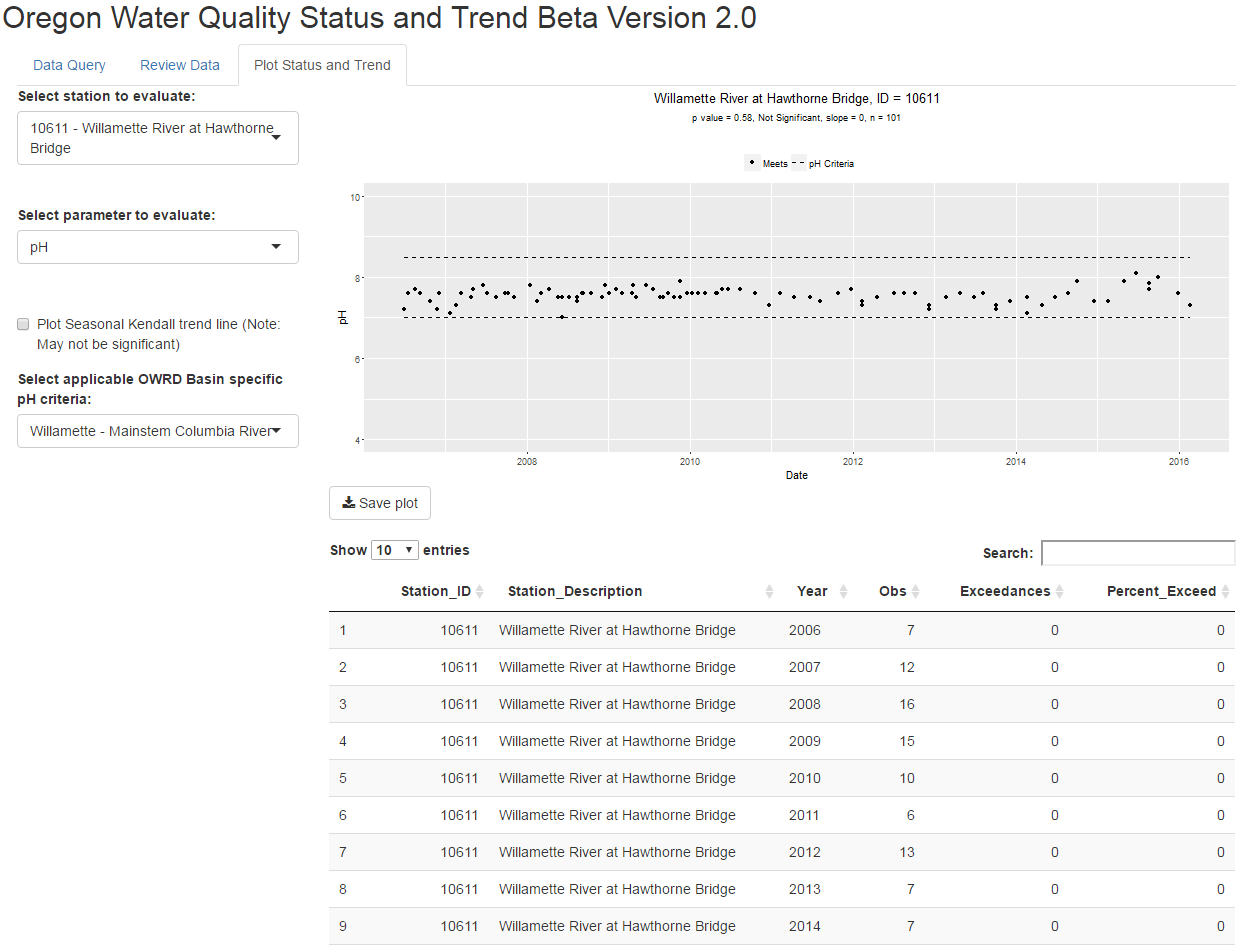 Oregon Water Quality Status and Trend Beta Version 2.0
Data Query Review Data Plot Status and Trend
Select station to evaluate:
10611 - Willamette River at Hawthorne
Bridge
Select parameter to evaluate:
pH
Plot Seasonal Kendall trend line (Note:
May not be significant)
Select applicable OWRD Basin specific
pH criteria:
Willamette - Mainstem Columbia River
Willamette River at Hawthorne Bridge, ID = 10611
p value = 0.58, Not Significant, slope = 0, n = 101
Meets pH Criteria
10
8
6
4
pH
2008 2010 2012 2014 2016
Date
Save plot
Show 10 entries
Search:
Station_ID Station_Description Year Obs Exceedances Percent_Exceed
1 10611 Willamette River at Hawthorne Bridge 2006 7 0 0
2 10611 Willamette River at Hawthorne Bridge 2007 12 0 0
3 10611 Willamette River at Hawthorne Bridge 2008 16 0 0
4 10611 Willamette River at Hawthorne Bridge 2009 15 0 0
5 10611 Willamette River at Hawthorne Bridge 2010 10 0 0
6 10611 Willamette River at Hawthorne Bridge 2011 6 0 0
7 10611 Willamette River at Hawthorne Bridge 2012 13 0 0
8 10611 Willamette River at Hawthorne Bridge 2013 7 0 0
9 10611 Willamette River at Hawthorne Bridge 2014 7 0 0